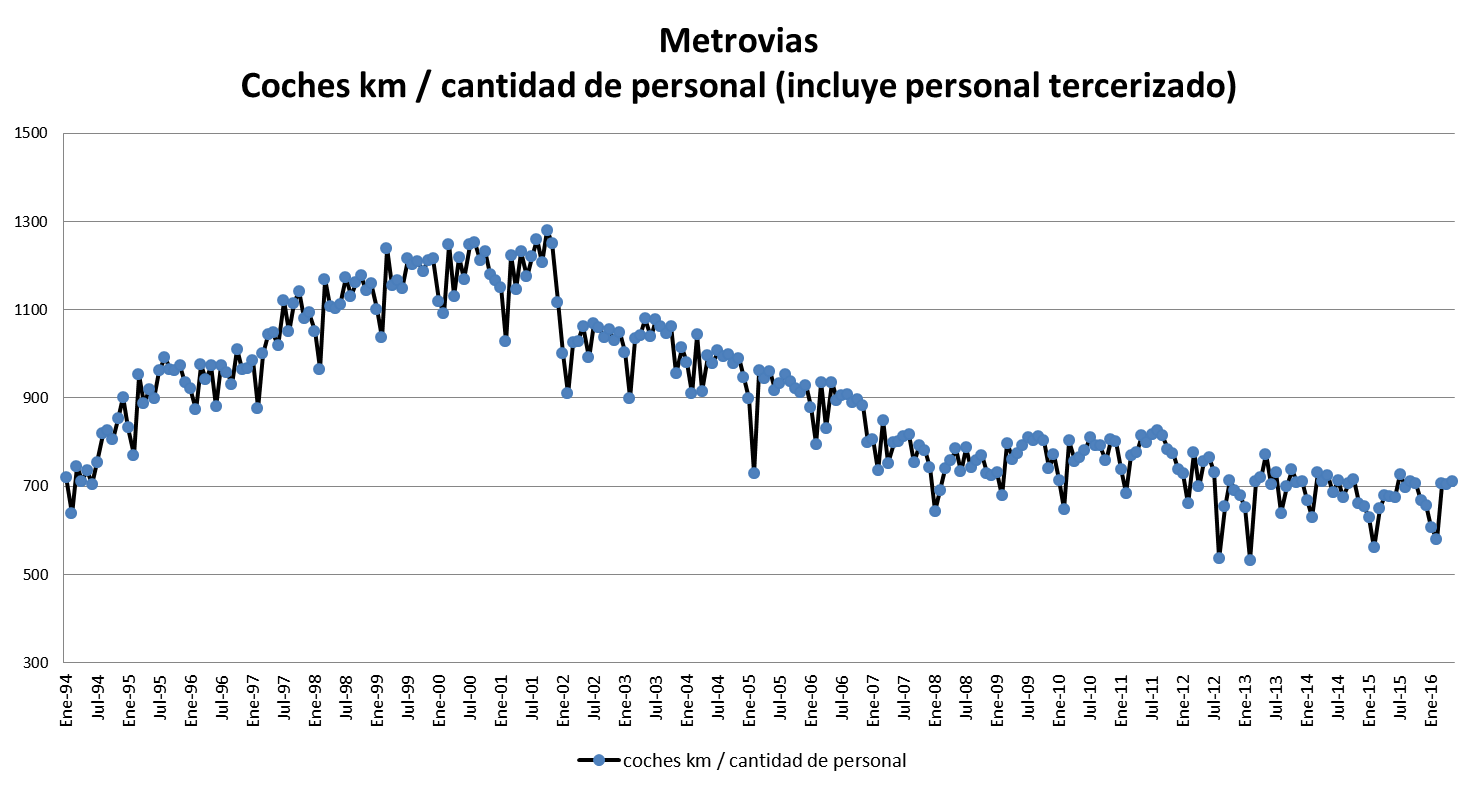 Metrovias
Coches km / cantidad de personal (incluye personal tercerizado)
1500
1300
1100
900
700
500
300
Ene-94
Jul-94
Ene-95
Jul-95
Ene-96
Jul-96
Ene-97
Jul-97
Ene-98
Jul-98
Ene-99
Jul-99
Ene-00
Jul-00
Ene-01
Jul-01
Ene-02
Jul-02
Ene-03
Jul-03
Ene-04
Jul-04
Ene-05
Jul-05
Ene-06
Jul-06
Ene-07
Jul-07
Ene-08
Jul-08
Ene-09
Jul-09
Ene-10
Jul-10
Ene-11
Jul-11
Ene-12
Jul-12
Ene-13
Jul-13
Ene-14
Jul-14
Ene-15
Jul-15
Ene-16
coches km / cantidad de personal